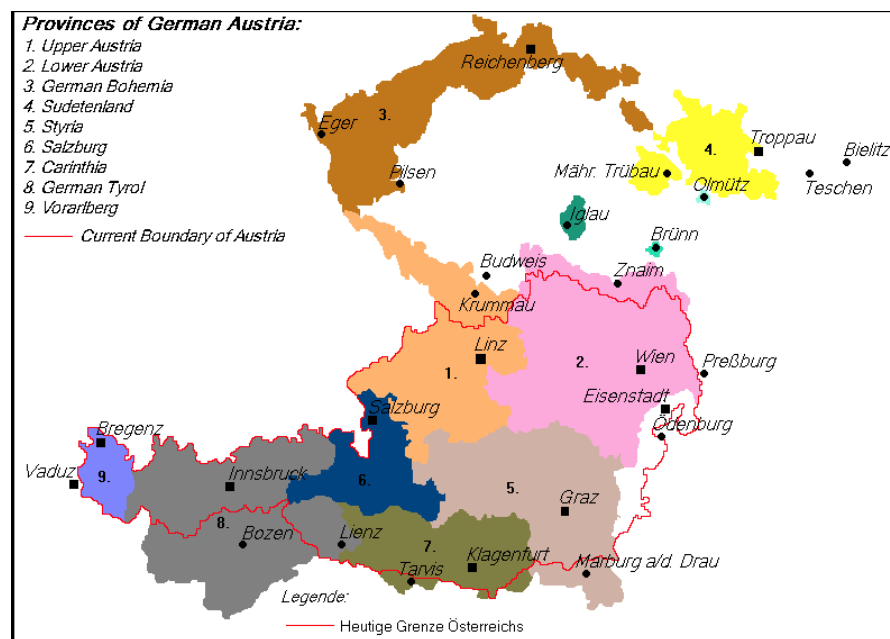 Provinces of German Austria:
1. Upper Austria
2. Lower Austria
3. German Bohemia
4. Sudetenland
5. Styria
6. Salzburg
7. Carinthia
8. German Tyrol
9. Vorarlberg
Current Boundary of Austria
Reichenberg
3.
Eger
Pilsen
4.
Troppau
Bielitz
Mähr. Trübau
Teschen
Olmütz
Iglau
Brünn
Budweis
Znaim
Krummau
Linz
1.
2.
Wien
Preßburg
Eisenstadt
Salzburg
Ödenburg
Bregenz
Vaduz
9.
Innsbruck
6.
5.
Graz
8.
Bozen
Lienz
7.
Klagenfurt
Tarvis
Marburg a/d. Drau
Legende:
Heutige Grenze Österreichs